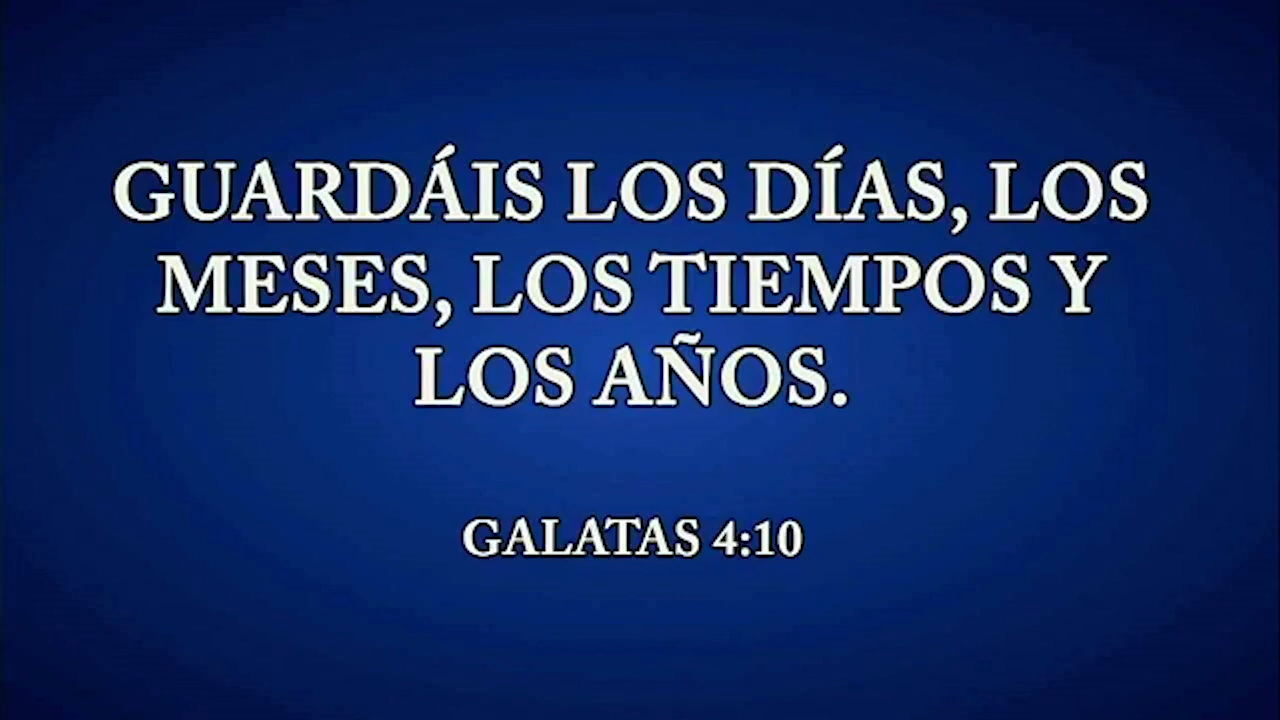 GUARDÁIS LOS DÍAS, LOS
MESES, LOS TIEMPOS Y
LOS AÑOS.
GALATAS 4:10